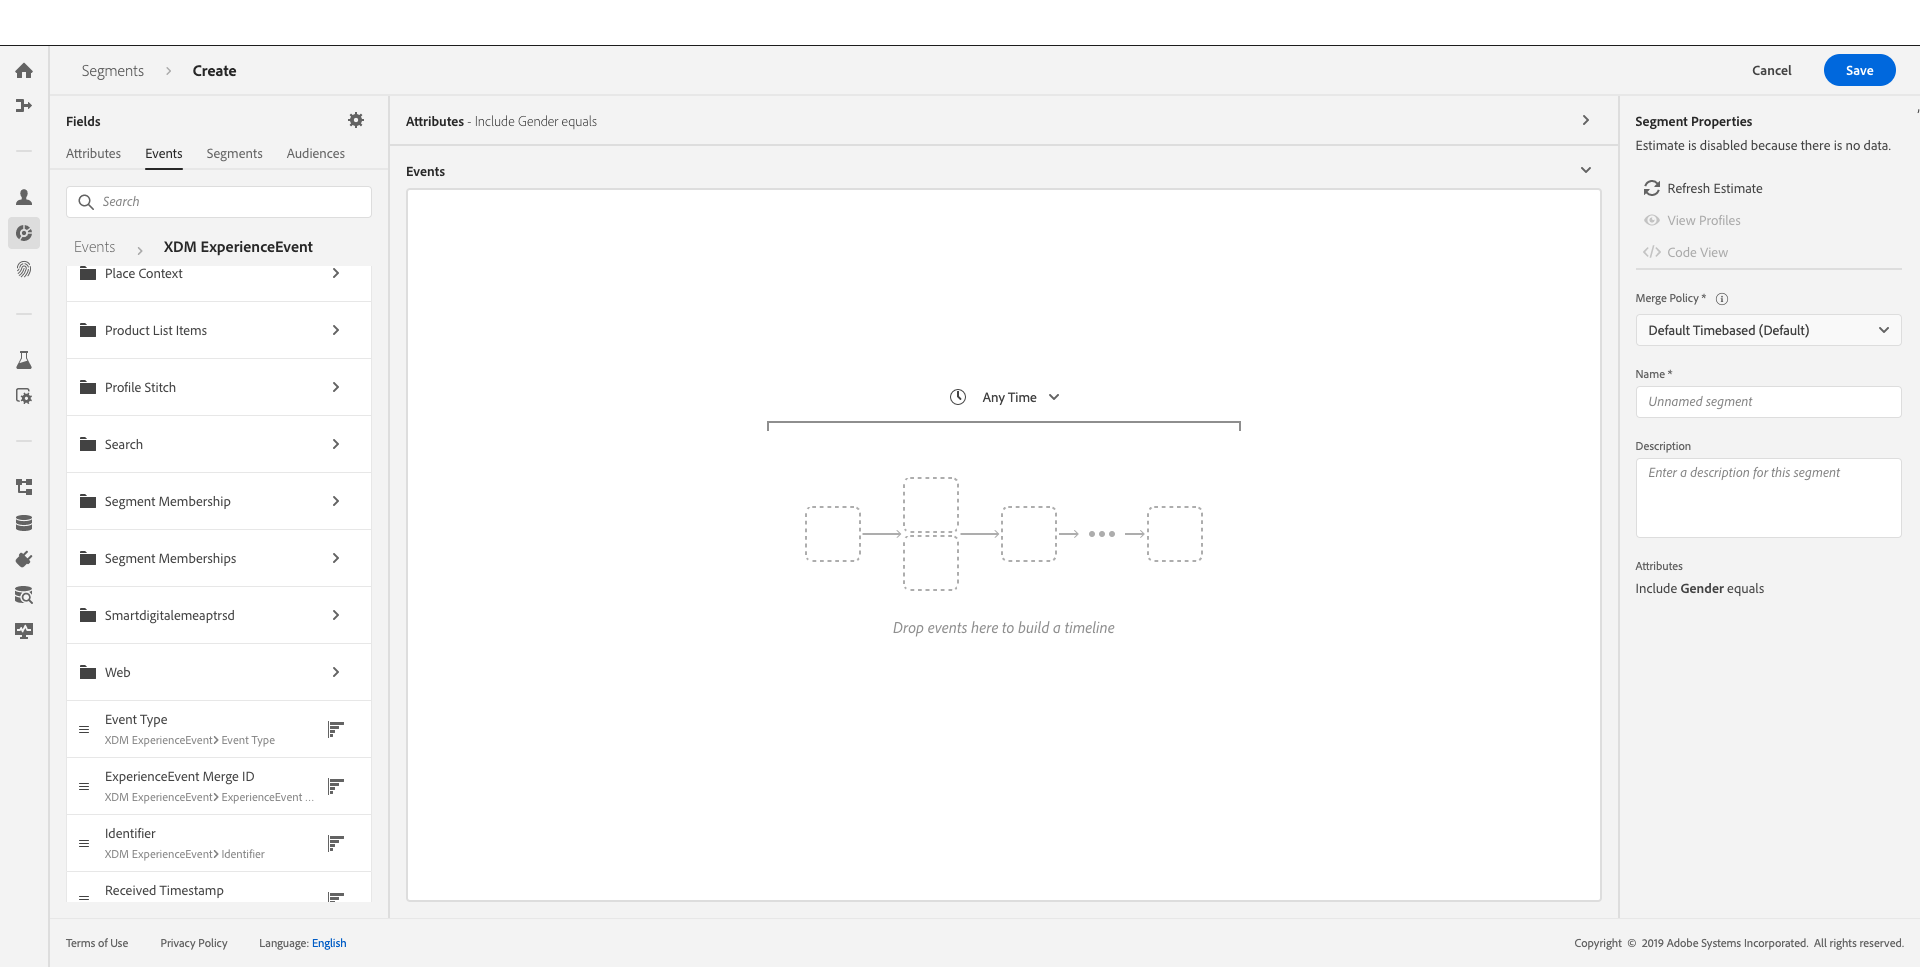 Segments > Create
Cancel
Save
Fields
Attributes
Events
Segments
Audiences
Search
Events > XDM ExperienceEvent
Place Context
Product List Items
Profile Stitch
Search
Segment Membership
Segment Memberships
Smartdigitalemeaptrsd
Web
Event Type
XDM ExperienceEvent> Event Type
ExperienceEvent Merge ID
XDM ExperienceEvent> ExperienceEvent ...
Identifier
XDM ExperienceEvent> Identifier
Received Timestamp
Attributes - Include Gender equals
Events
Any Time
Drop events here to build a timeline
Segment Properties
Estimate is disabled because there is no data.
Refresh Estimate
View Profiles
</> Code View
Merge Policy *
Default Timebased (Default)
Name *
Unnamed segment
Description
Enter a description for this segment
Attributes
Include Gender equals
Terms of Use
Privacy Policy
Language: English
Copyright © 2019 Adobe Systems Incorporated. All rights reserved.